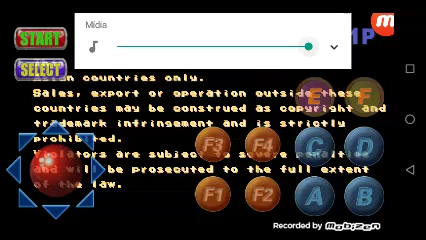 START
SELECT
Mídia
M P
countries only.
Sales, export or operation outside these
countries may be construed as copyright and
trademark infringement and is strictly
prohibited.
Violators are subject to severe penalties
and will be prosecuted to the full extent
of the law.
E F
F3 F4 C D
F1 F2 A B
Recorded by Mobizen